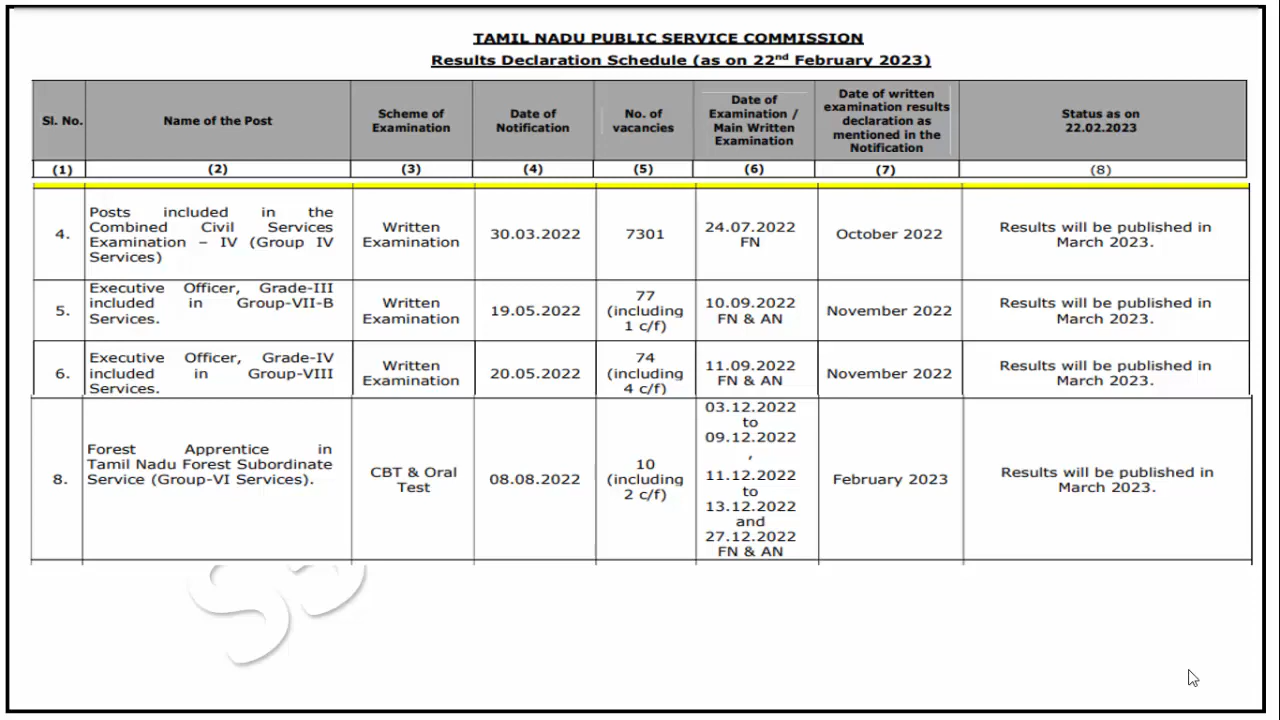 TAMIL NADU PUBLIC SERVICE COMMISSION
Results Declaration Schedule (as on 22nd February 2023)
Sl. No.
Name of the Post
Scheme of
Examination
Date of
Notification
No. of
vacancies
Date of
Examination /
Main Written
Examination
Date of written
examination results
declaration as
mentioned in the
Notification
Status as on
22.02.2023
(1)
(2)
(3)
(4)
(5)
(6)
(7)
(8)
4.
Posts included in the
Combined Civil Services
Examination – IV (Group IV
Services)
Written
Examination
30.03.2022
7301
24.07.2022
FN
October 2022
Results will be published in
March 2023.
5.
Executive Officer, Grade-III
included in Group-VII-B
Services.
Written
Examination
19.05.2022
77
(including
1 c/f)
10.09.2022
FN & AN
November 2022
Results will be published in
March 2023.
6.
Executive Officer, Grade-IV
included in Group-VIII
Services.
Written
Examination
20.05.2022
74
(including
4 c/f)
11.09.2022
FN & AN
November 2022
Results will be published in
March 2023.
8.
Forest Apprentice in
Tamil Nadu Forest Subordinate
Service (Group-VI Services).
CBT & Oral
Test
08.08.2022
10
(including
2 c/f)
03.12.2022
to
09.12.2022
,
11.12.2022
to
13.12.2022
and
27.12.2022
FN & AN
February 2023
Results will be published in
March 2023.